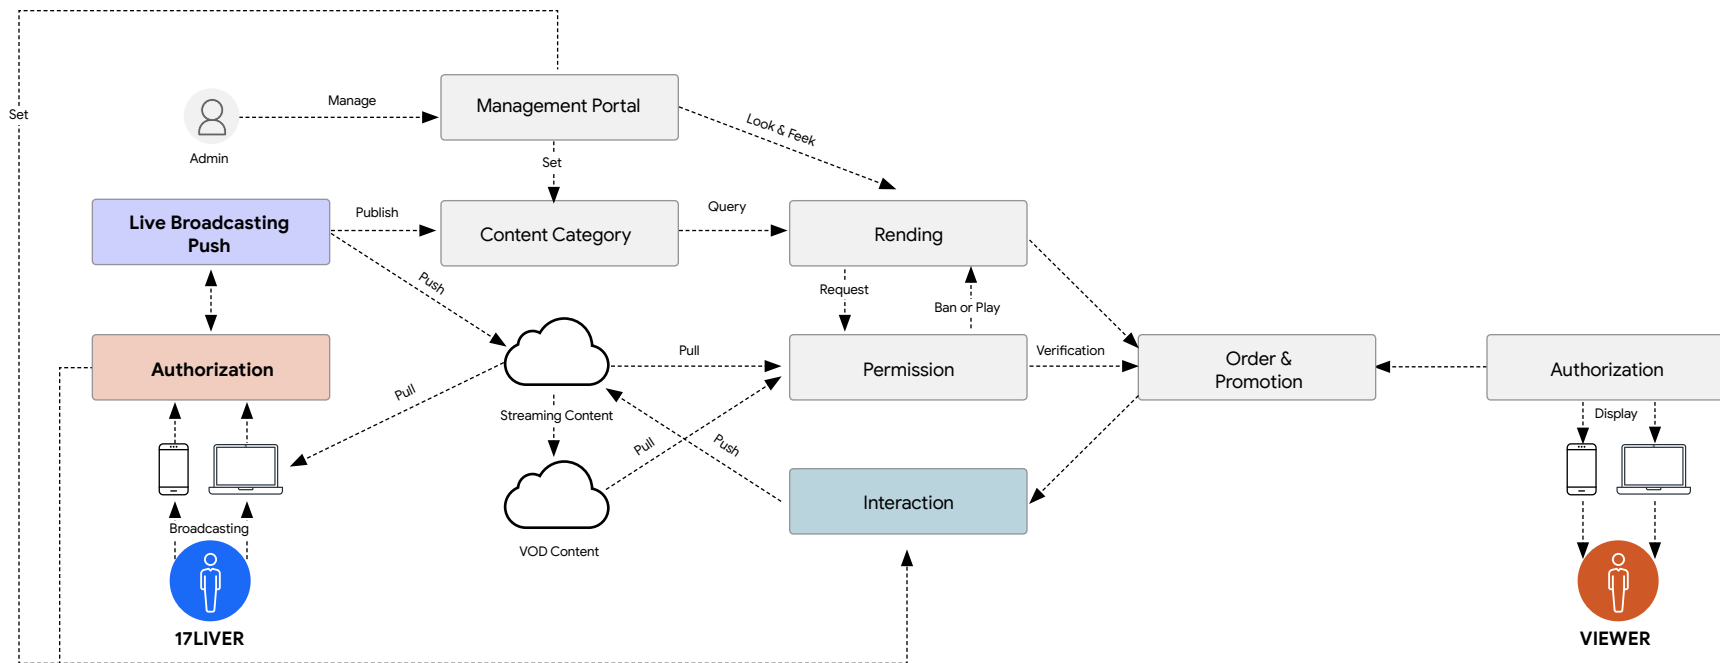 Set
Manage
Management Portal
Look & Feek
Admin
Set
Live Broadcasting
Push
Publish
Content Category
Query
Rending
Push
Request
Ban or Play
Authorization
Pull
Pull
Streaming Content
Permission
Verification
Order &
Promotion
Authorization
Display
Pull
Push
Interaction
Broadcasting
VOD Content
17LIVER
VIEWER